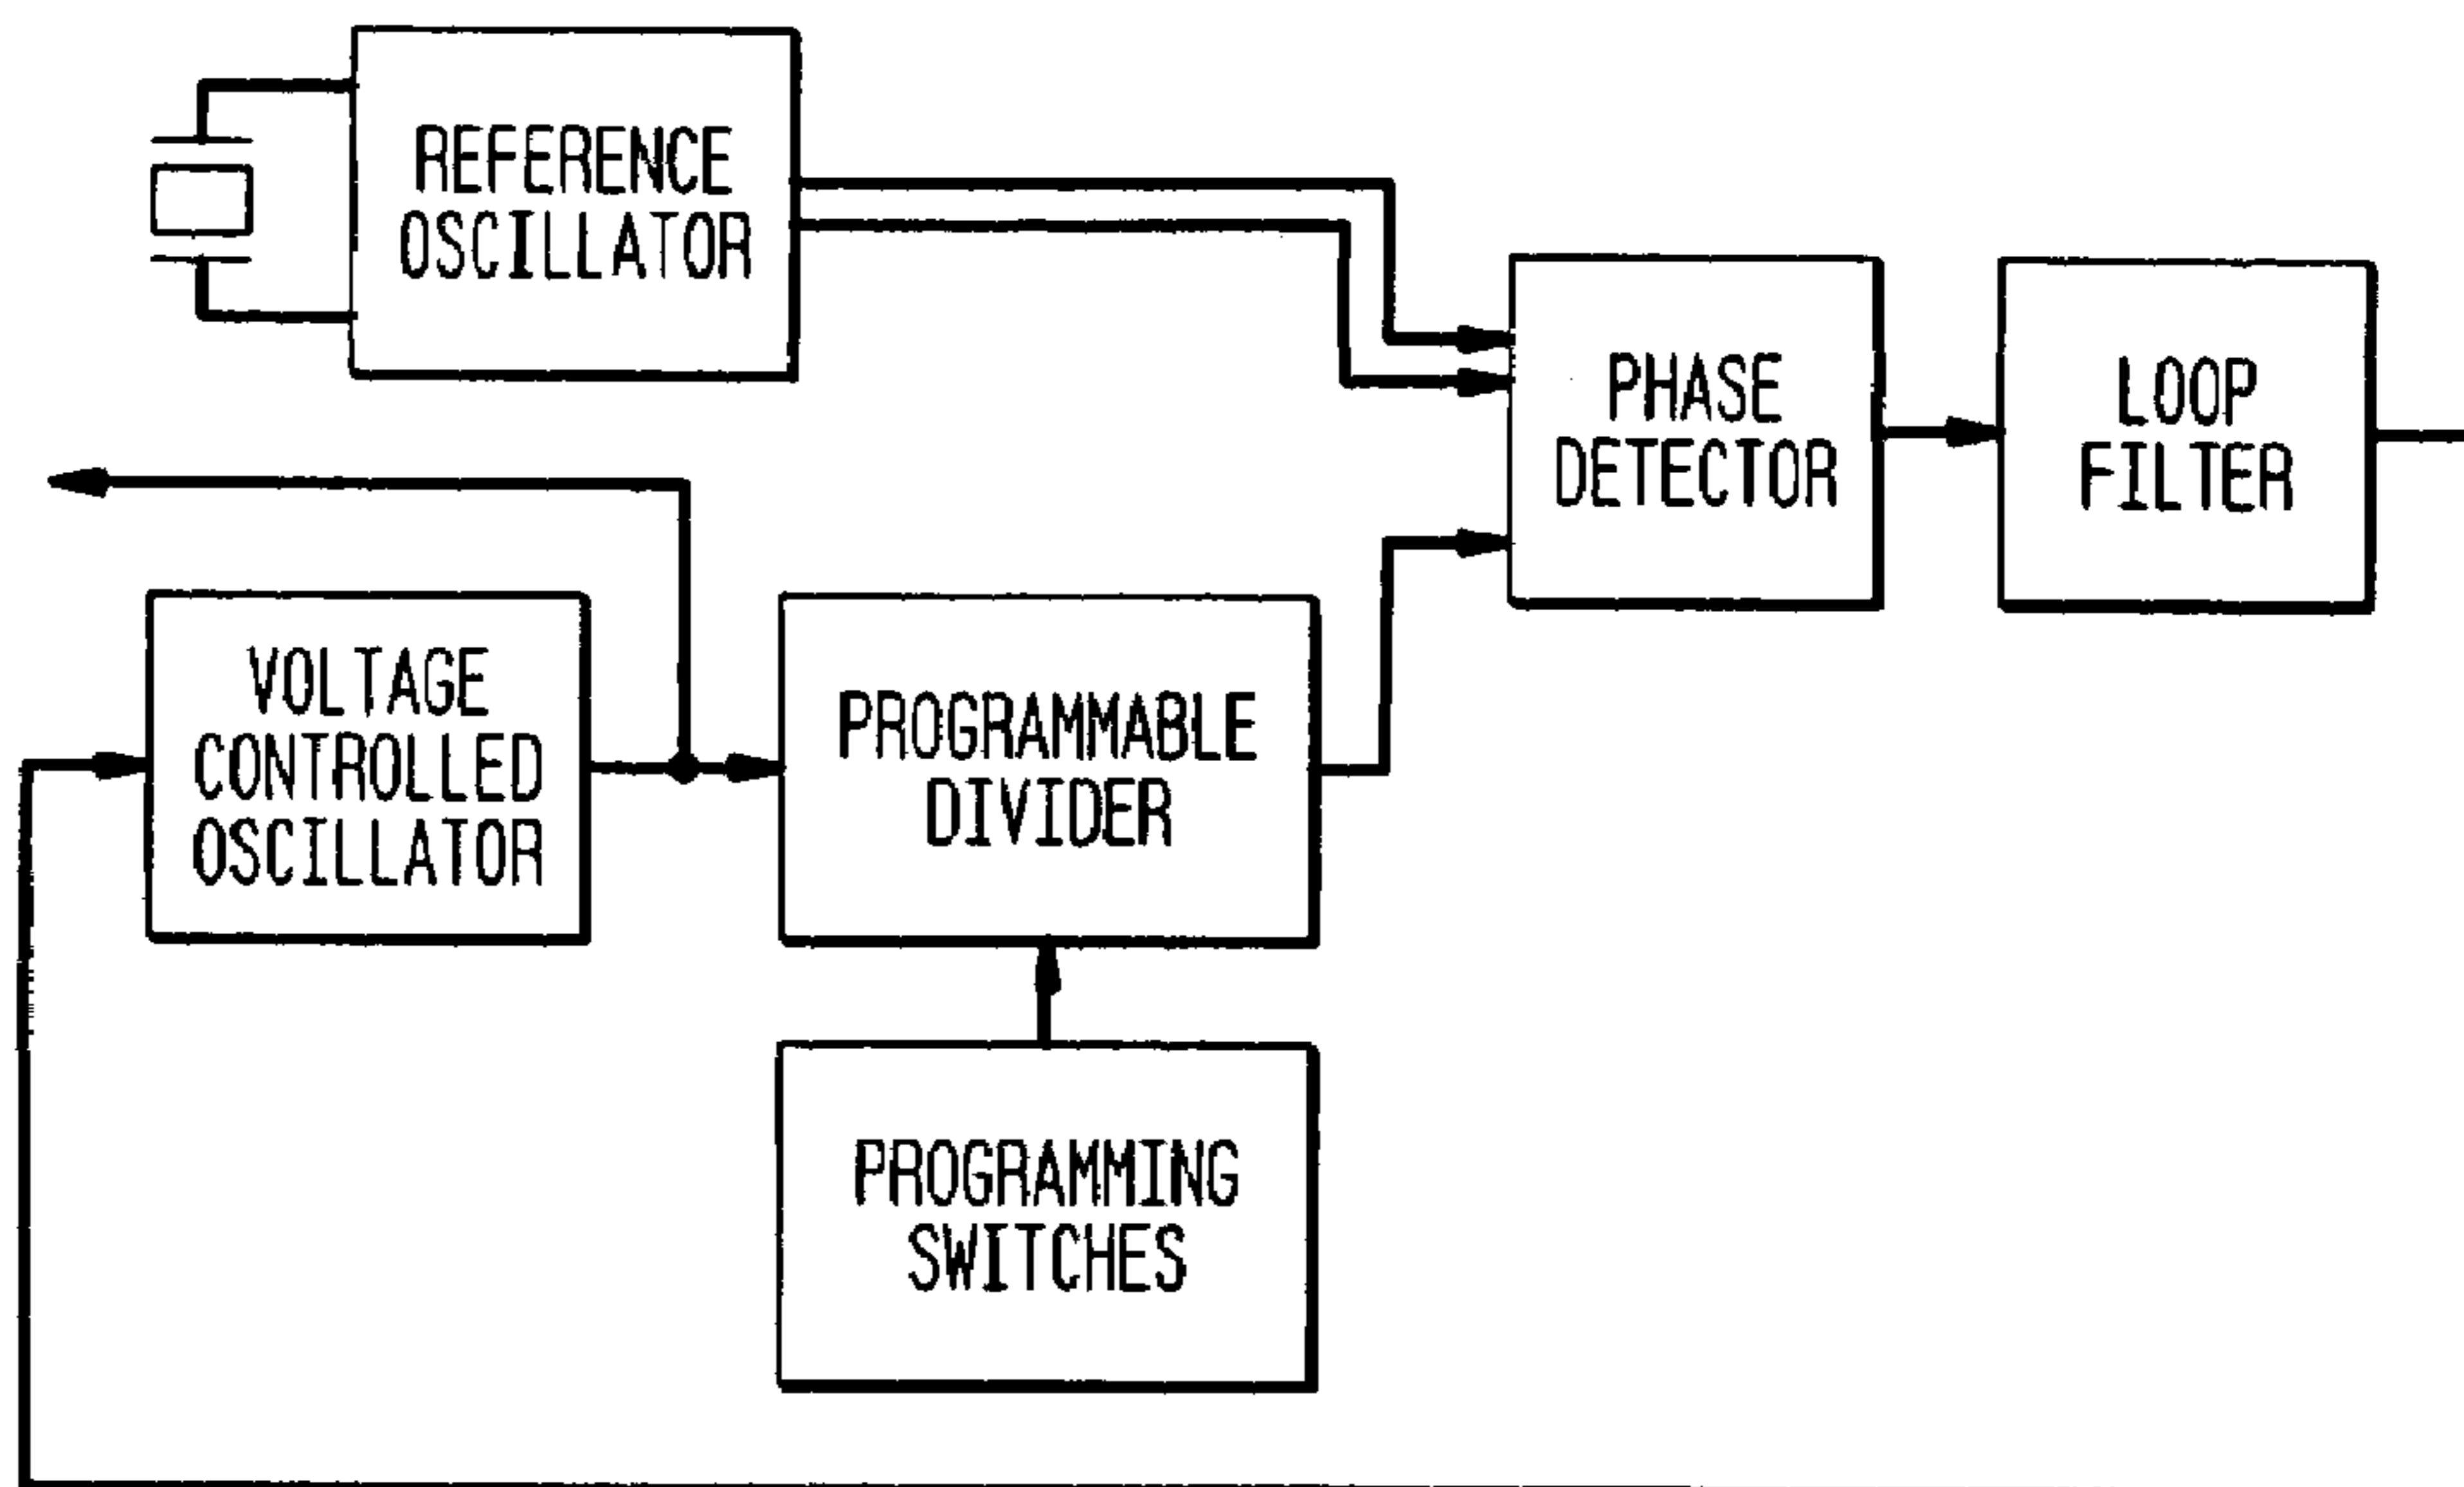 REFERENCE
OSCILLATOR
PHASE
DETECTOR
LOOP
FILTER
VOLTAGE
CONTROLLED
OSCILLATOR
PROGRAMMABLE
DIVIDER
PROGRAMMING
SWITCHES